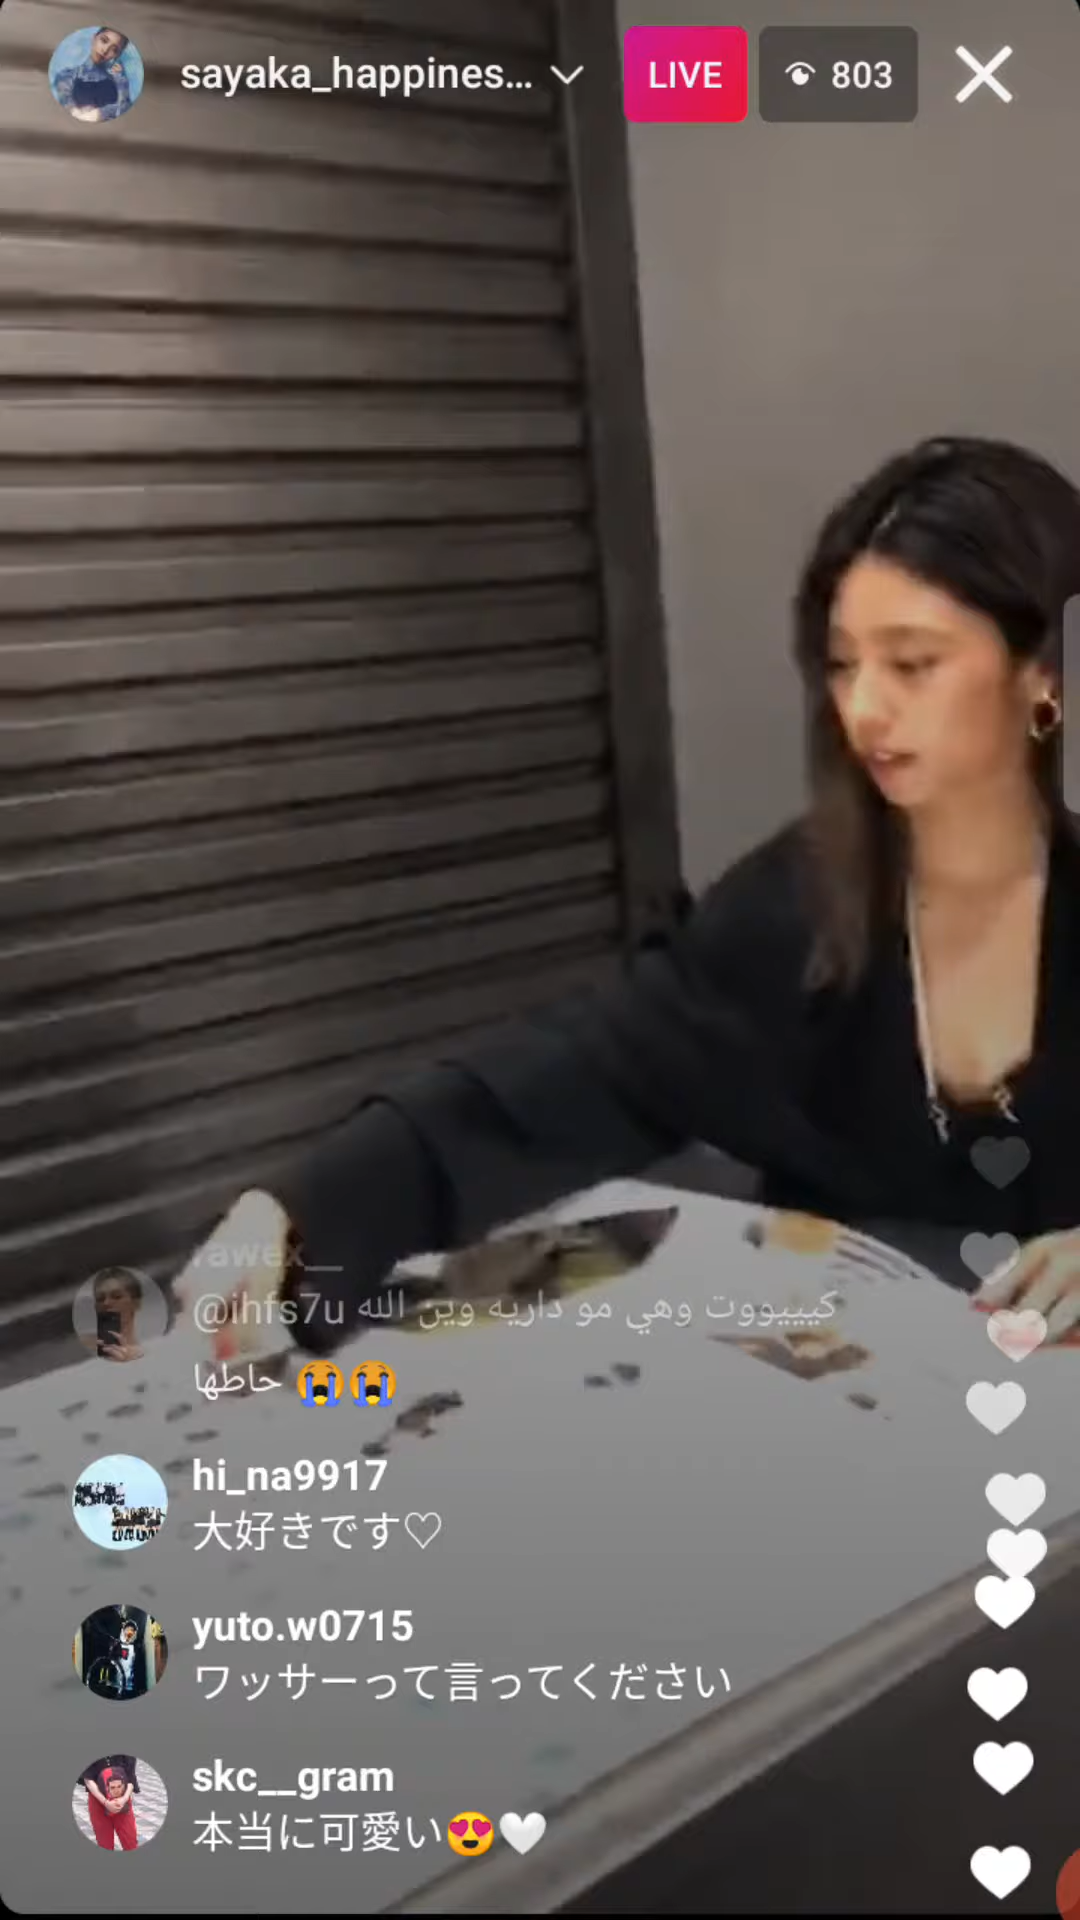 sayaka_happines...
LIVE
803
rawex__
@ihfs7u كييييووت وهي مو داريه وين الله
حاطها 😭😭
hi_na9917
大好きです♡
yuto.w0715
ワッサーって言ってください
skc__gram
本当に可愛い😍🤍